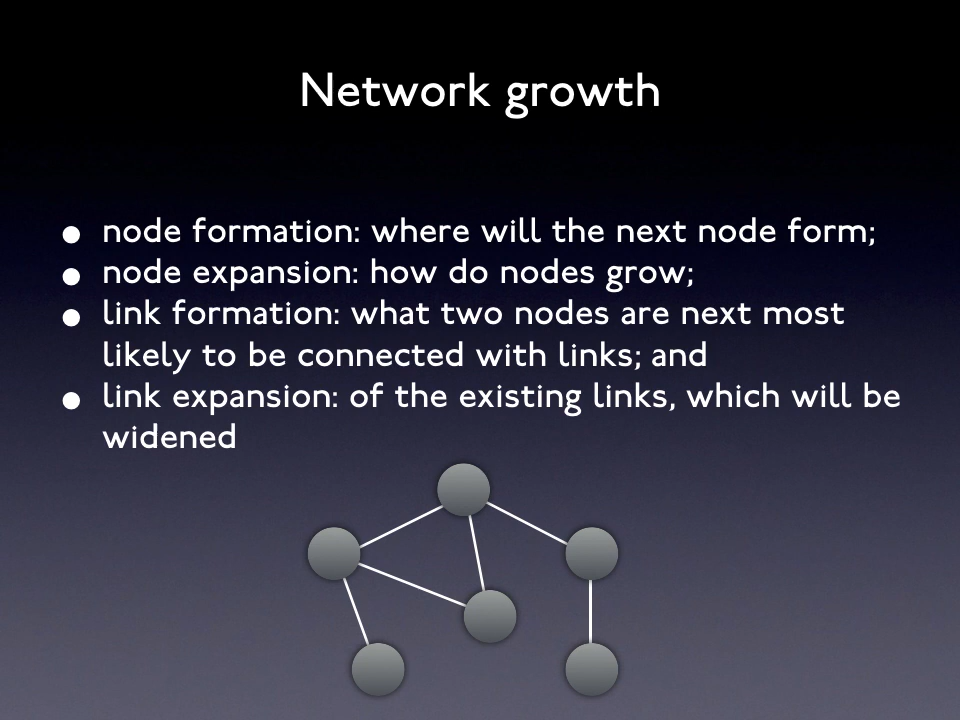 Network growth
• node formation: where will the next node form;
• node expansion: how do nodes grow;
• link formation: what two nodes are next most
likely to be connected with links; and
• link expansion: of the existing links, which will be
widened